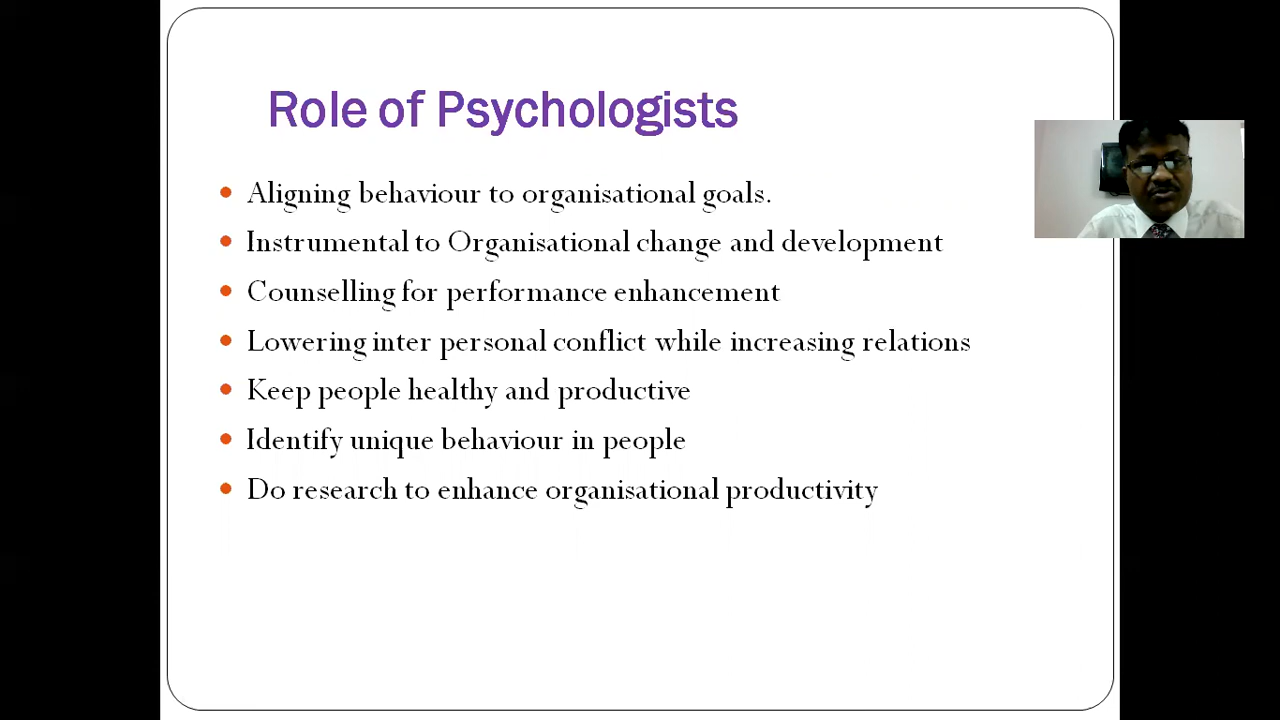 Role of Psychologists
Aligning behaviour to organisational goals.
Instrumental to Organisational change and development
Counselling for performance enhancement
Lowering inter personal conflict while increasing relations
Keep people healthy and productive
Identify unique behaviour in people
Do research to enhance organisational productivity